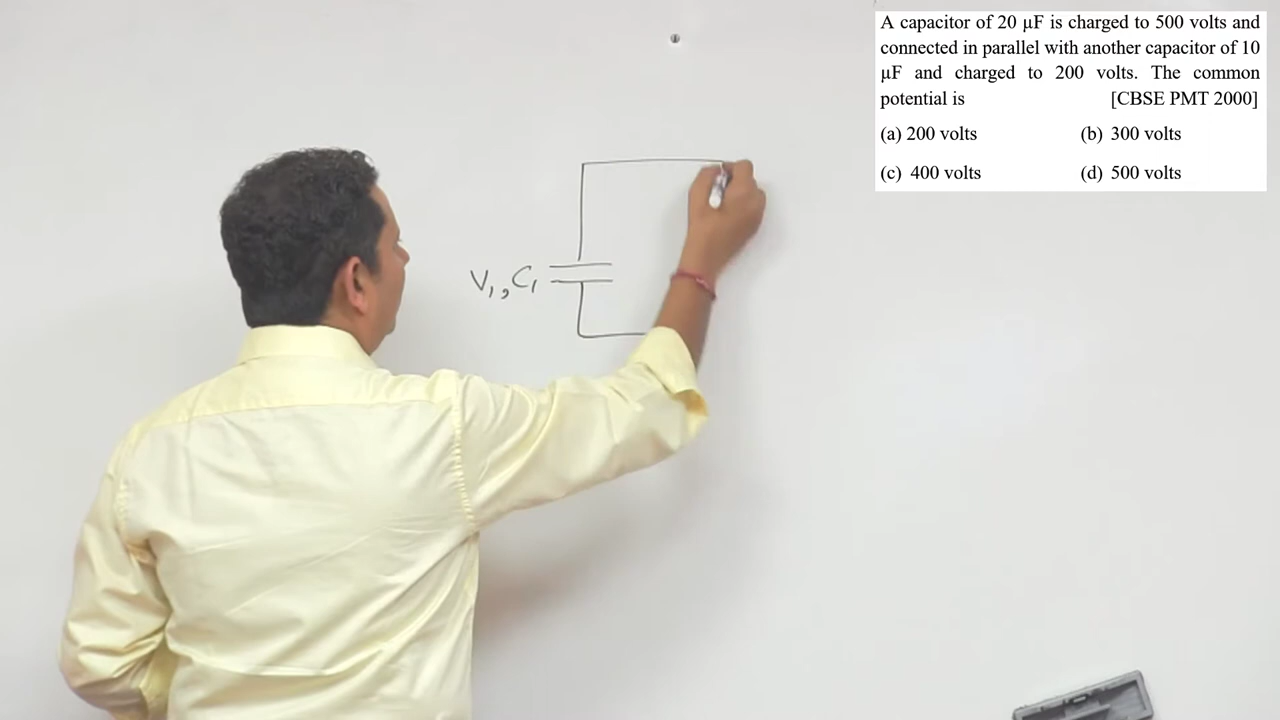 A capacitor of 20 µF is charged to 500 volts and
connected in parallel with another capacitor of 10
µF and charged to 200 volts. The common
potential is [CBSE PMT 2000]
(a) 200 volts (b) 300 volts
(c) 400 volts (d) 500 volts
V₁, C₁